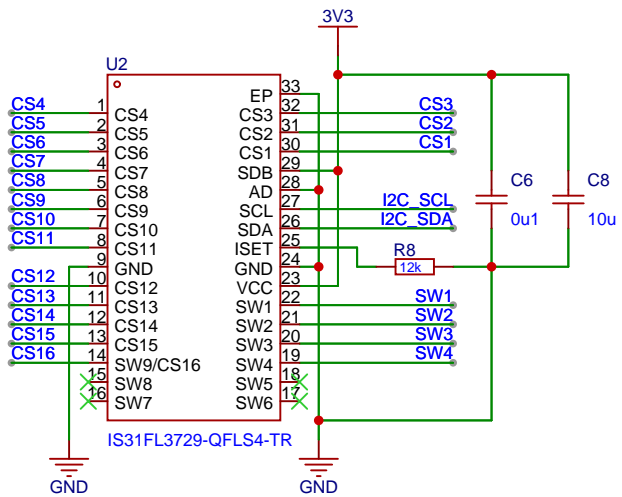 3V3
U2
CS4 1 CS4 EP 33
CS5 2 CS5 CS3 32 CS3
CS6 3 CS6 CS2 31 CS2
CS7 4 CS7 CS1 30 CS1
CS8 5 CS8 SDB 29
CS9 6 CS9 AD 28
CS10 7 CS10 SCL 27 I2C_SCL
CS11 8 CS11 SDA 26 I2C_SDA
9 GND ISET 25
CS12 10 CS12 GND 24
CS13 11 CS13 VCC 23
CS14 12 CS14 SW1 22 SW1
CS15 13 CS15 SW2 21 SW2
CS16 14 SW9/CS16 SW3 20 SW3
15 SW8 SW4 19 SW4
16 SW7 SW5 18
SW6 17
C6
0u1
C8
10u
R8
12k
IS31FL3729-QFLS4-TR
GND
GND